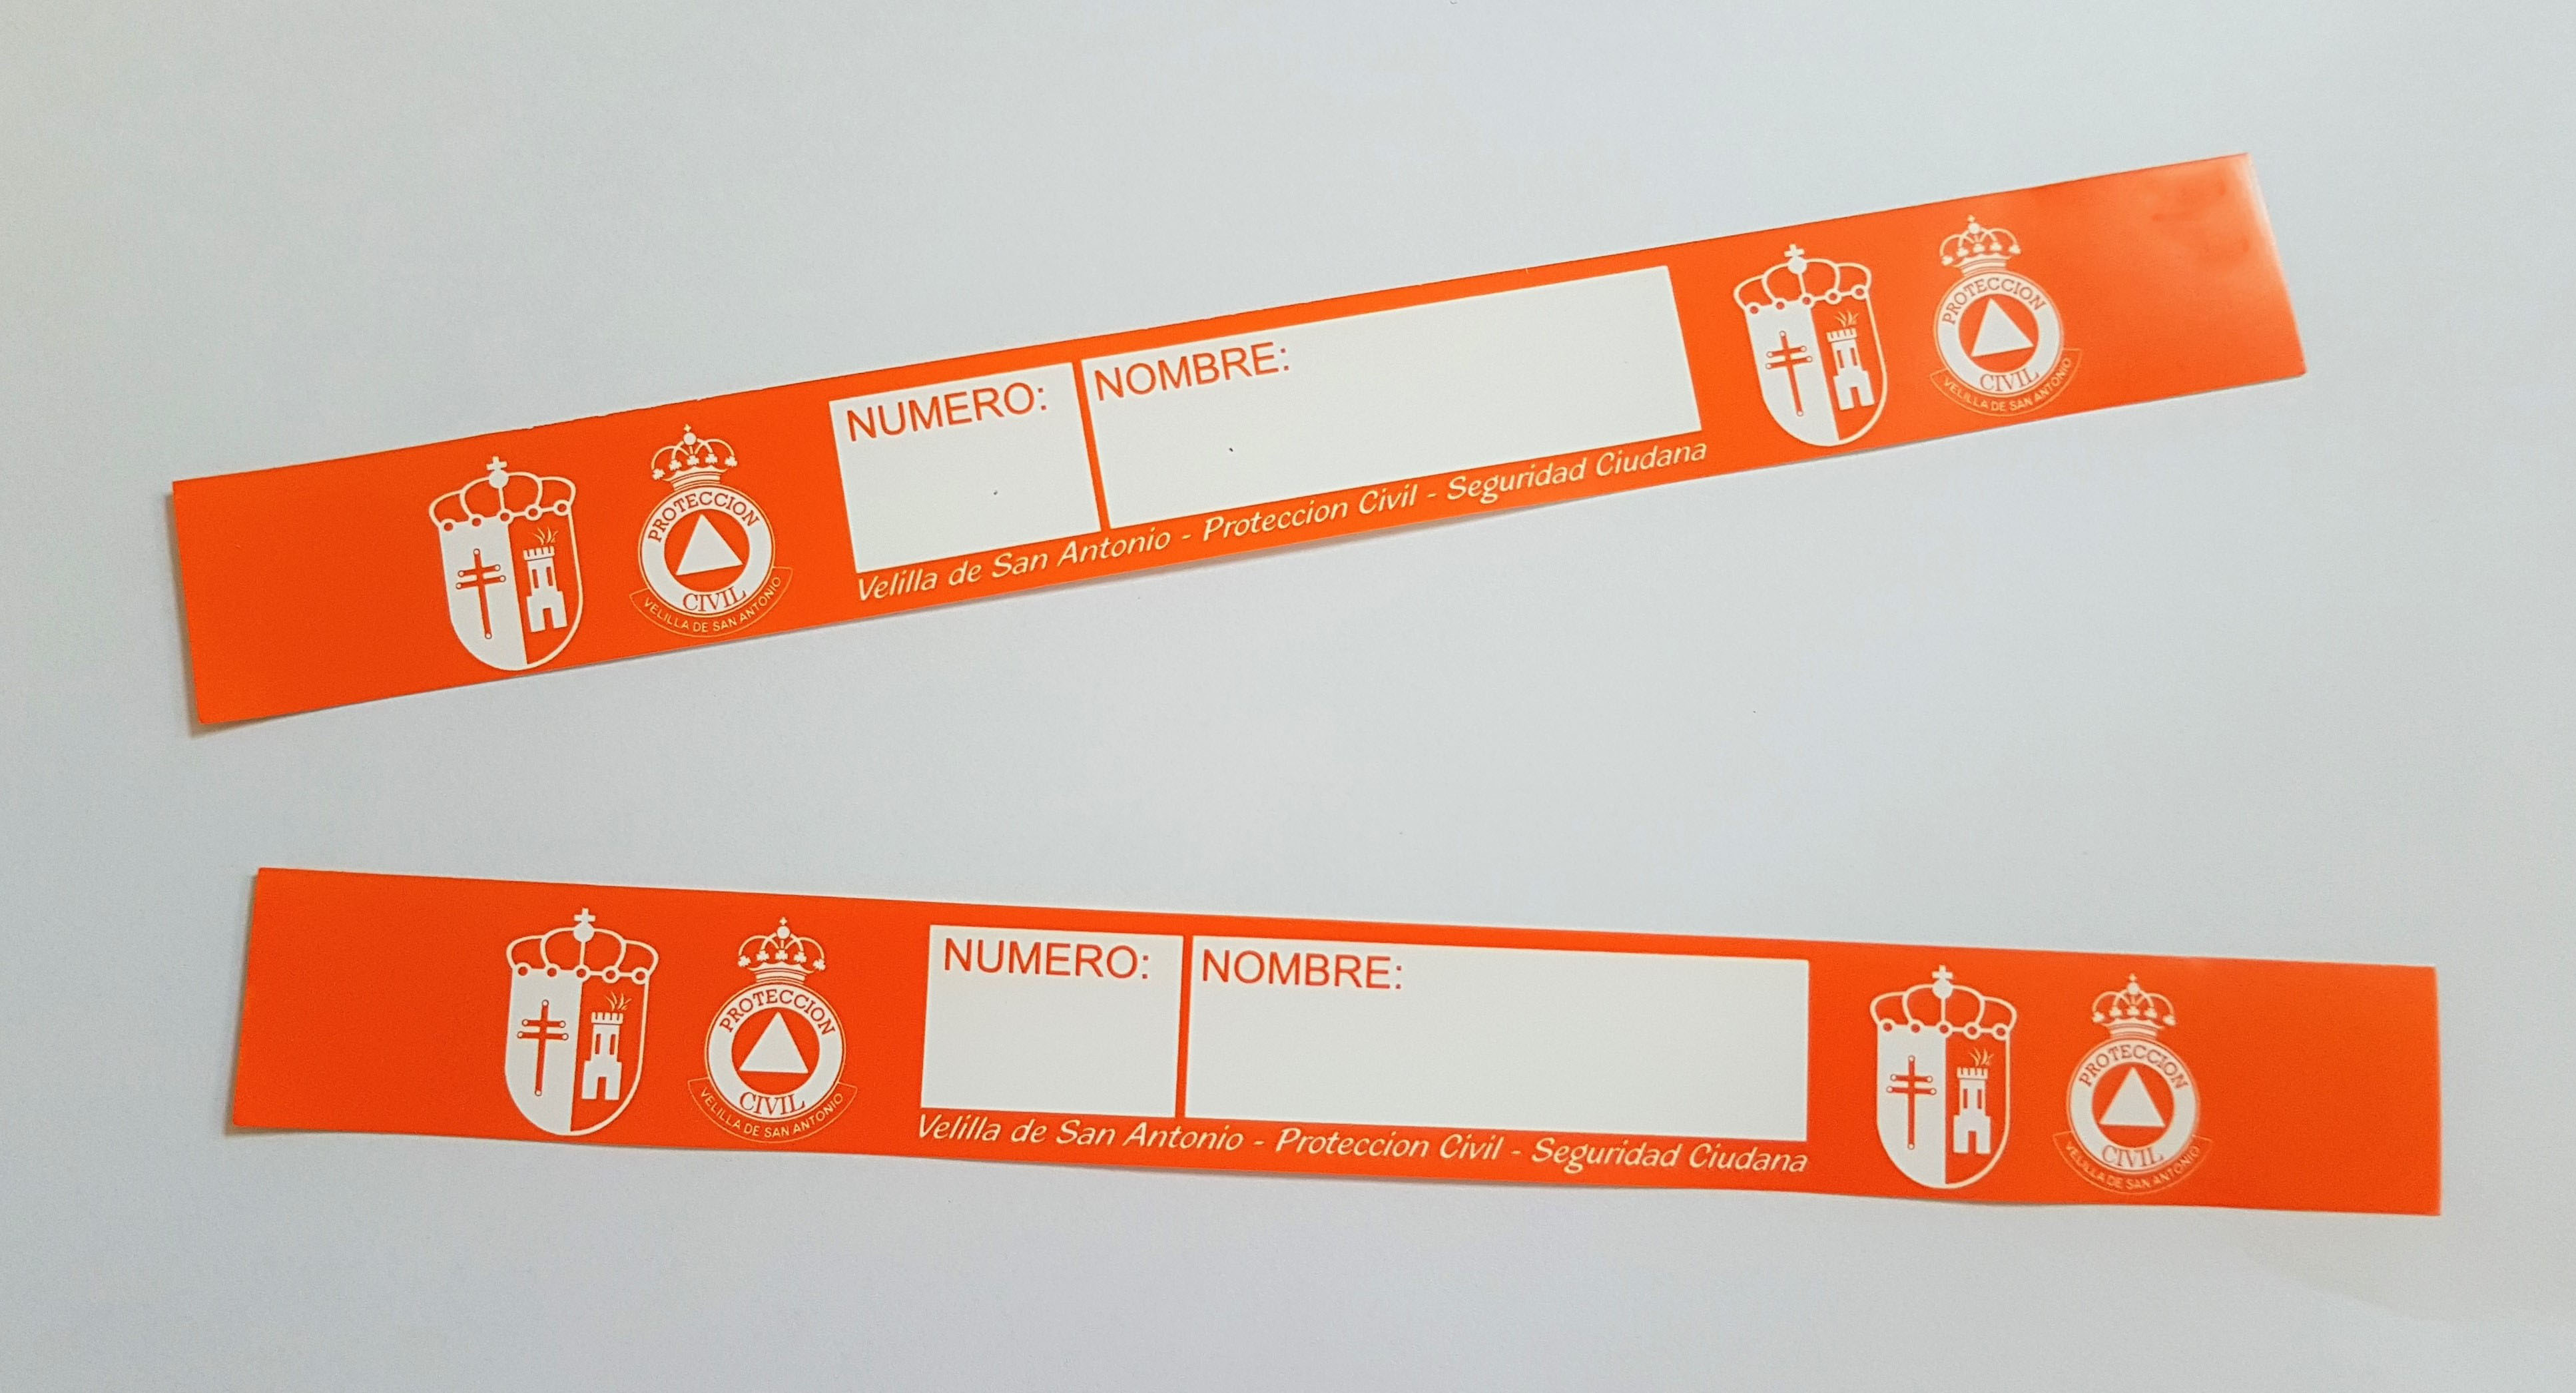 PROTECCION
CIVIL
VELILLA DE SAN ANTONIO
NUMERO:
NOMBRE:
Velilla de San Antonio - Proteccion Civil - Seguridad Ciudana
PROTECCION
CIVIL
VELILLA DE SAN ANTONIO
PROTECCION
CIVIL
VELILLA DE SAN ANTONIO
NUMERO:
NOMBRE:
Velilla de San Antonio - Proteccion Civil - Seguridad Ciudana
PROTECCION
CIVIL
VELILLA DE SAN ANTONIO